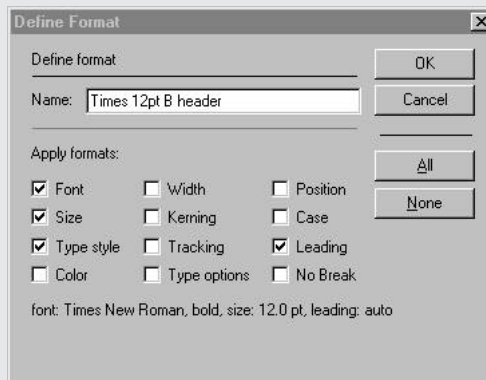 Define Format
Define format
OK
Name: Times 12pt B header
Cancel
Apply formats:
All
Font Width Position
None
Size Kerning Case
Type style Tracking Leading
Color Type options No Break
font: Times New Roman, bold, size: 12.0 pt, leading: auto